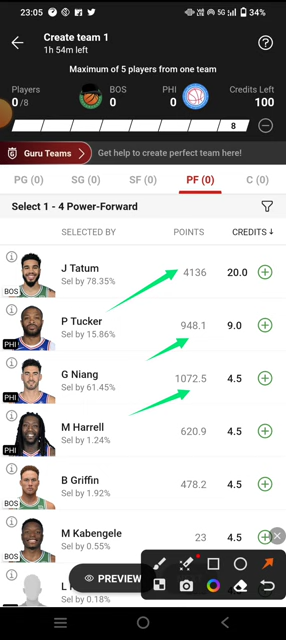 23:05
5G
34%
Create team 1
1h 54m left
Maximum of 5 players from one team
Players
0/8
BOS
0
PHI
0
Credits Left
100
8
Guru Teams
Get help to create perfect team here!
PG (0)
SG (0)
SF (0)
PF (0)
C (0)
Select 1 - 4 Power-Forward
SELECTED BY
POINTS
CREDITS
BOS
J Tatum
Sel by 78.35%
4136
20.0
PHI
P Tucker
Sel by 15.86%
948.1
9.0
PHI
G Niang
Sel by 61.45%
1072.5
4.5
PHI
M Harrell
Sel by 1.24%
620.9
4.5
BOS
B Griffin
Sel by 1.92%
478.2
4.5
BOS
M Kabengele
Sel by 0.55%
23
4.5
PREVIEW
Sel by 0.18%